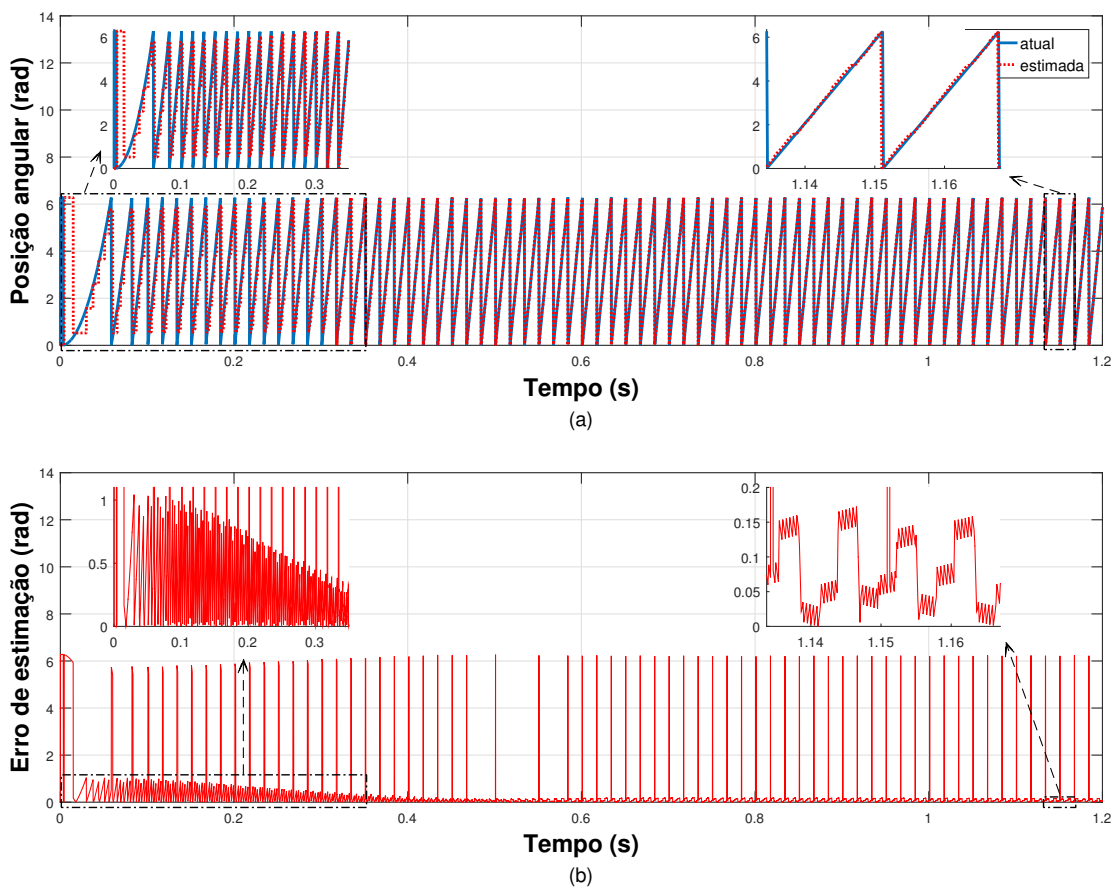 14
12
10
8
6
4
2
0
Posição angular (rad)
6
4
2
0
0 0.1 0.2 0.3
6
4
2
0
1.14 1.15 1.16
atual
estimada
0 0.2 0.4 0.6 0.8 1 1.2
Tempo (s)
(a)
14
12
10
8
6
4
2
0
Erro de estimação (rad)
1
0.5
0
0 0.1 0.2 0.3
0.2
0.15
0.1
0.05
0
1.14 1.15 1.16
0 0.2 0.4 0.6 0.8 1 1.2
Tempo (s)
(b)